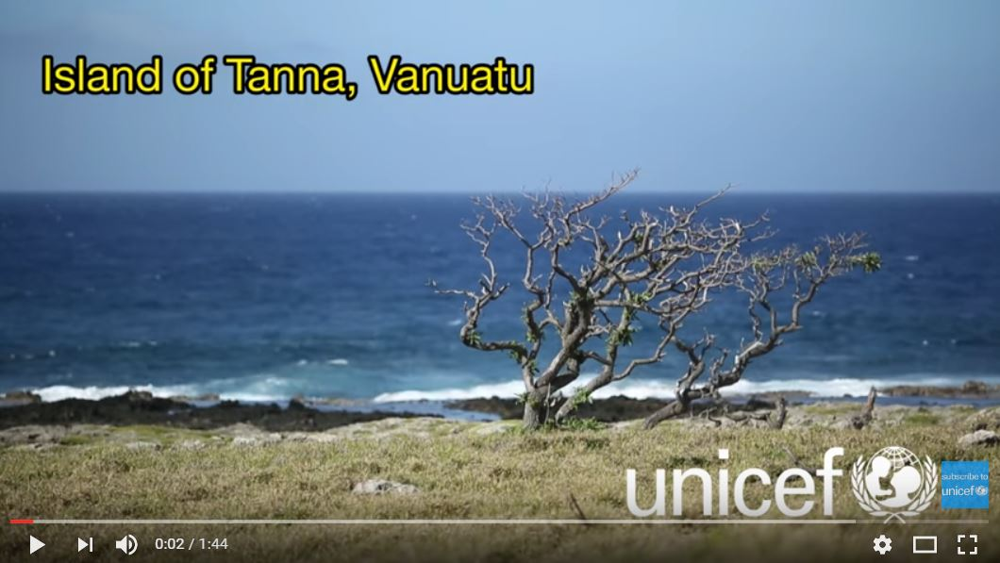 Island of Tanna, Vanuatu
unicef
subscribe to
unicef
0:02 / 1:44